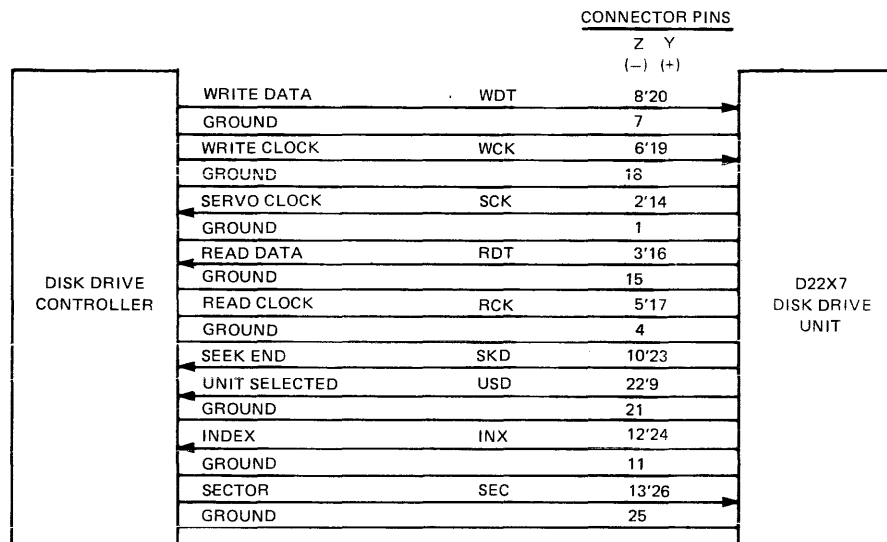 CONNECTOR PINS
Z Y
(—) (+)
WRITE DATA WDT 8'20
GROUND 7
WRITE CLOCK WCK 6'19
GROUND 18
SERVO CLOCK SCK 2'14
GROUND 1
READ DATA RDT 3'16
GROUND 15
READ CLOCK RCK 5'17
GROUND 4
SEEK END SKD 10'23
UNIT SELECTED USD 22'9
GROUND 21
INDEX INX 12'24
GROUND 11
SECTOR SEC 13'26
GROUND 25
DISK DRIVE
CONTROLLER
D22X7
DISK DRIVE
UNIT